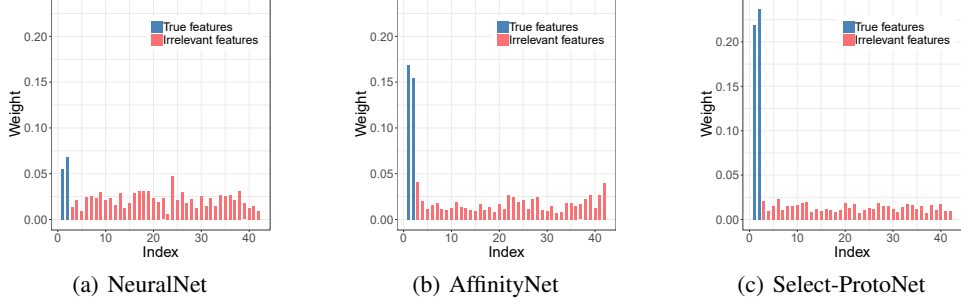 True features
Irrelevant features
0.20
0.15
0.10
0.05
0.00
Weight
0 10 20 30 40
Index
(a) NeuralNet
True features
Irrelevant features
0.20
0.15
0.10
0.05
0.00
Weight
0 10 20 30 40
Index
(b) AffinityNet
True features
Irrelevant features
0.20
0.15
0.10
0.05
0.00
Weight
0 10 20 30 40
Index
(c) Select-ProtoNet